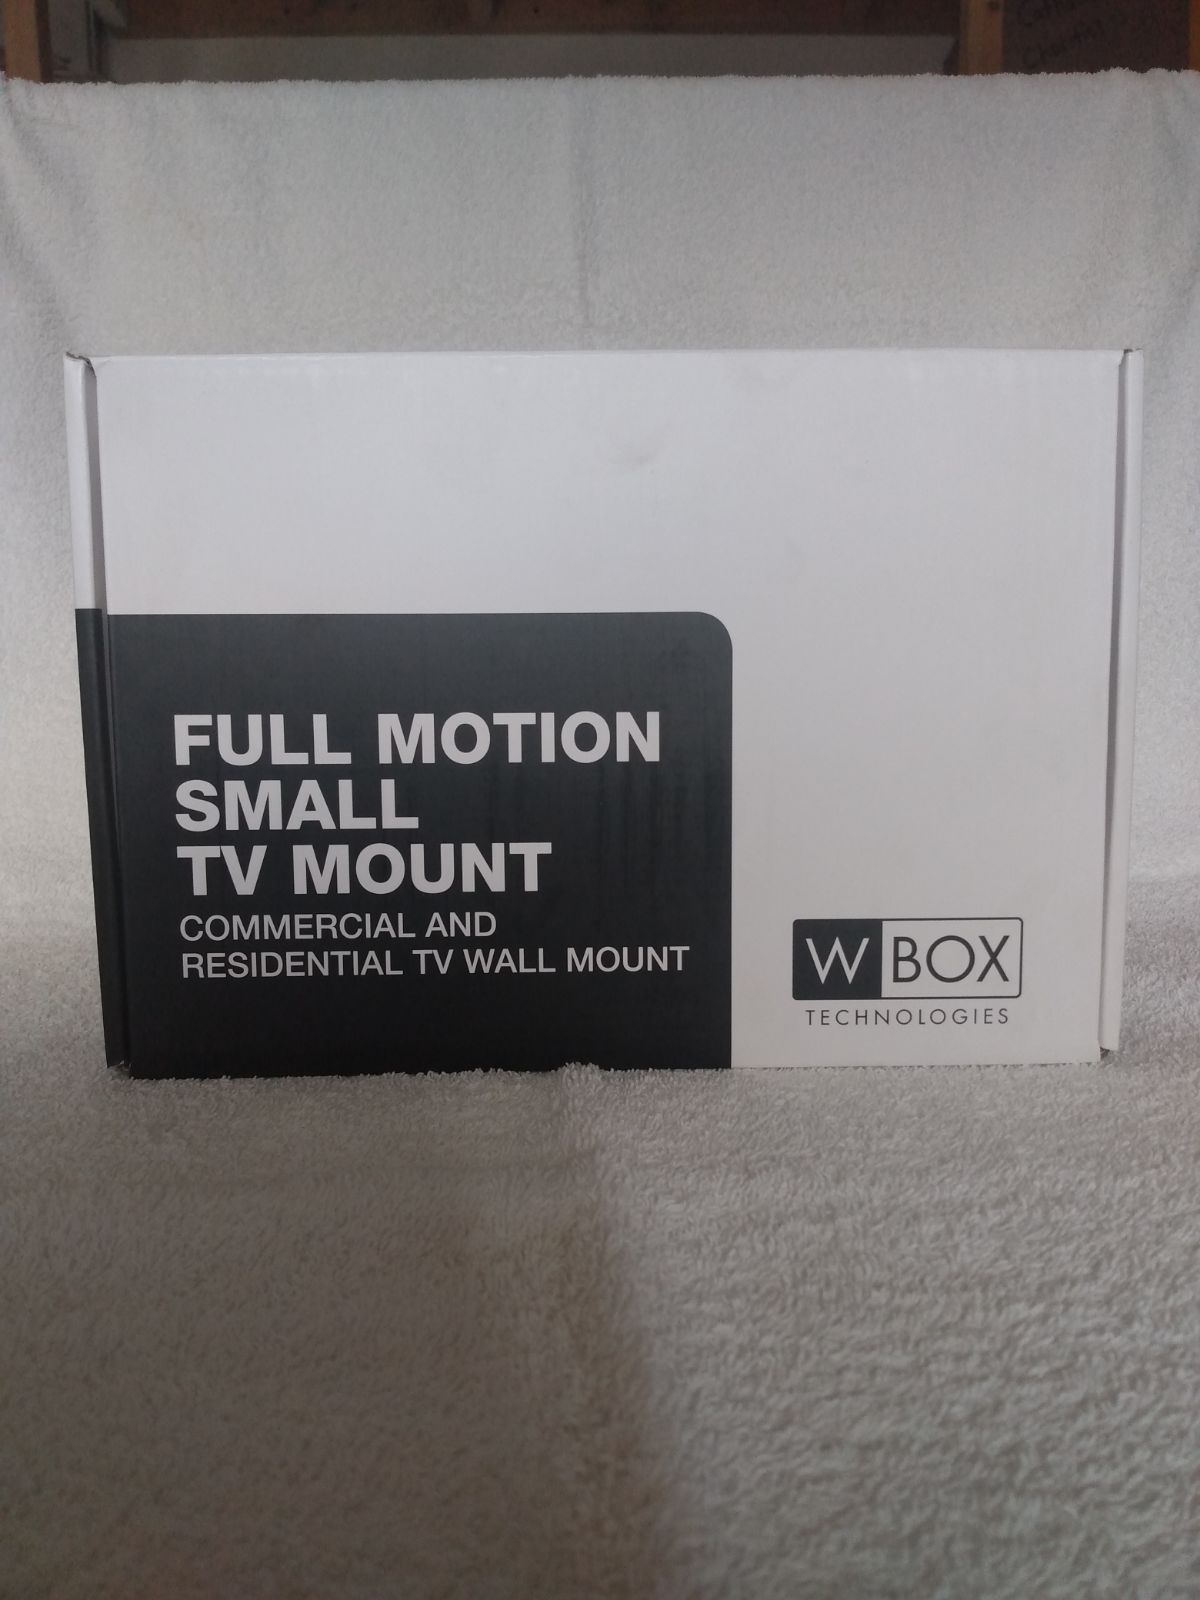 FULL MOTION
SMALL
TV MOUNT
COMMERCIAL AND
RESIDENTIAL TV WALL MOUNT
W BOX
TECHNOLOGIES